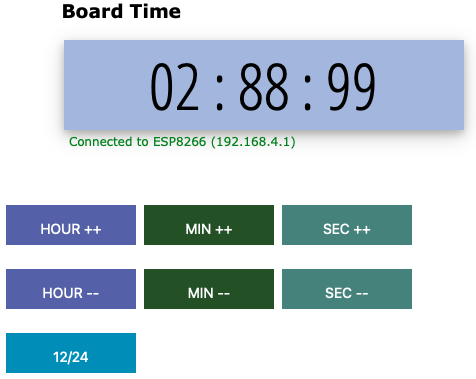 Board Time
02 : 88 : 99
Connected to ESP8266 (192.168.4.1)
HOUR ++ MIN ++ SEC ++
HOUR -- MIN -- SEC --
12/24